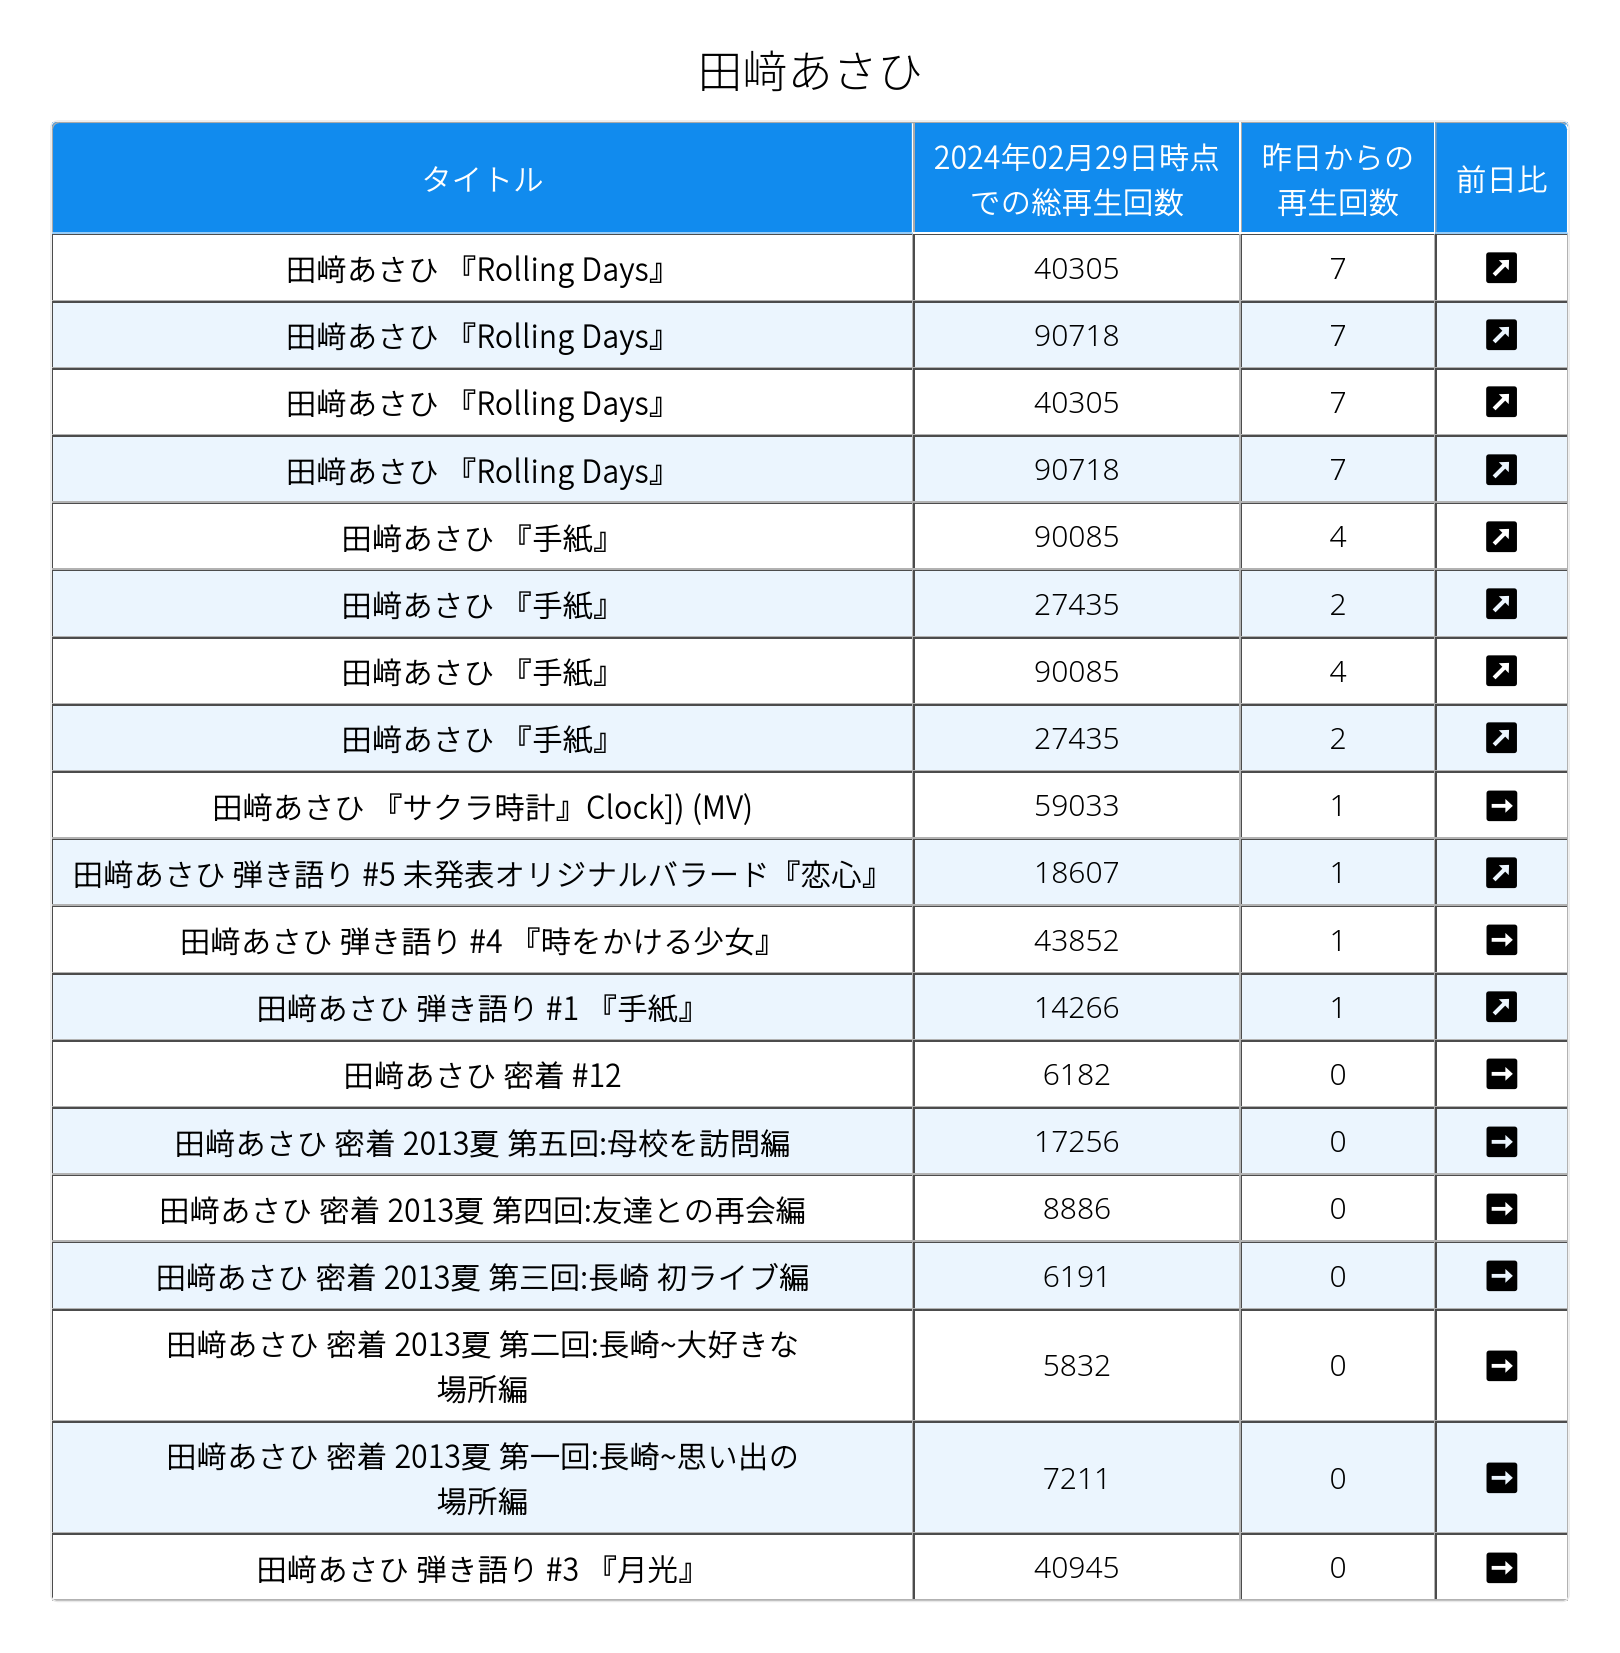 田﨑あさひ
タイトル
2024年02月29日時点
での総再生回数
昨日からの
再生回数
前日比
田﨑あさひ 『Rolling Days』 40305 7
田﨑あさひ 『Rolling Days』 90718 7
田﨑あさひ 『Rolling Days』 40305 7
田﨑あさひ 『Rolling Days』 90718 7
田﨑あさひ 『手紙』 90085 4
田﨑あさひ 『手紙』 27435 2
田﨑あさひ 『手紙』 90085 4
田﨑あさひ 『手紙』 27435 2
田﨑あさひ 『サクラ時計』Clock]) (MV) 59033 1
田﨑あさひ 弾き語り #5 未発表オリジナルバラード『恋心』 18607 1
田﨑あさひ 弾き語り #4 『時をかける少女』 43852 1
田﨑あさひ 弾き語り #1 『手紙』 14266 1
田﨑あさひ 密着 #12 6182 0
田﨑あさひ 密着 2013夏 第五回:母校を訪問編 17256 0
田﨑あさひ 密着 2013夏 第四回:友達との再会編 8886 0
田﨑あさひ 密着 2013夏 第三回:長崎 初ライブ編 6191 0
田﨑あさひ 密着 2013夏 第二回:長崎~大好きな
場所編 5832 0
田﨑あさひ 密着 2013夏 第一回:長崎~思い出の
場所編 7211 0
田﨑あさひ 弾き語り #3 『月光』 40945 0